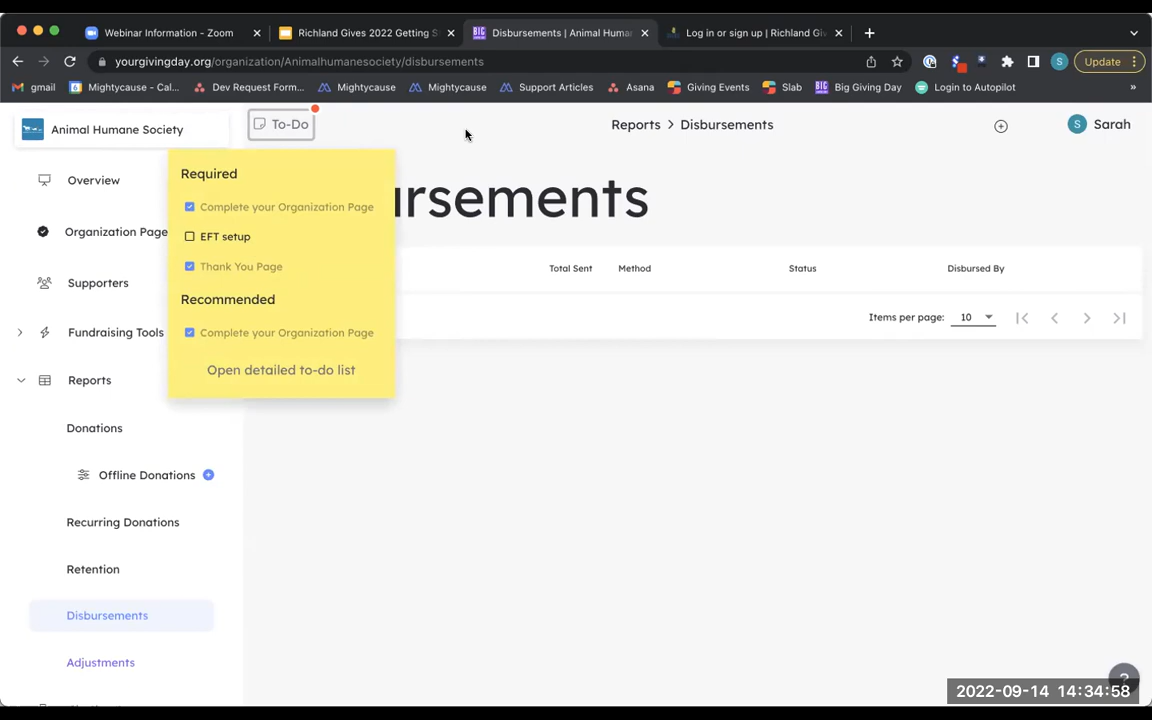 Webinar Information - Zoom
Richland Gives 2022 Getting S
BIG
Disbursements | Animal Huma
Log in or sign up | Richland Giv
yourgivingday.org/organization/Animalhumanesociety/disbursements
S
Update
gmail
Mightycause - Cal...
Dev Request Form...
Mightycause
Mightycause
Support Articles
Asana
Giving Events
Slab
BIG
Big Giving Day
Login to Autopilot
»
Animal Humane Society
To-Do
Reports > Disbursements
S
Sarah
Required
Complete your Organization Page
EFT setup
Thank You Page
Recommended
Complete your Organization Page
Open detailed to-do list
ursements
Total Sent
Method
Status
Disbursed By
Items per page:
10
Overview
Organization Page
Supporters
Fundraising Tools
Reports
Donations
Offline Donations
Recurring Donations
Retention
Disbursements
Adjustments
?
2022-09-14 14:34:58